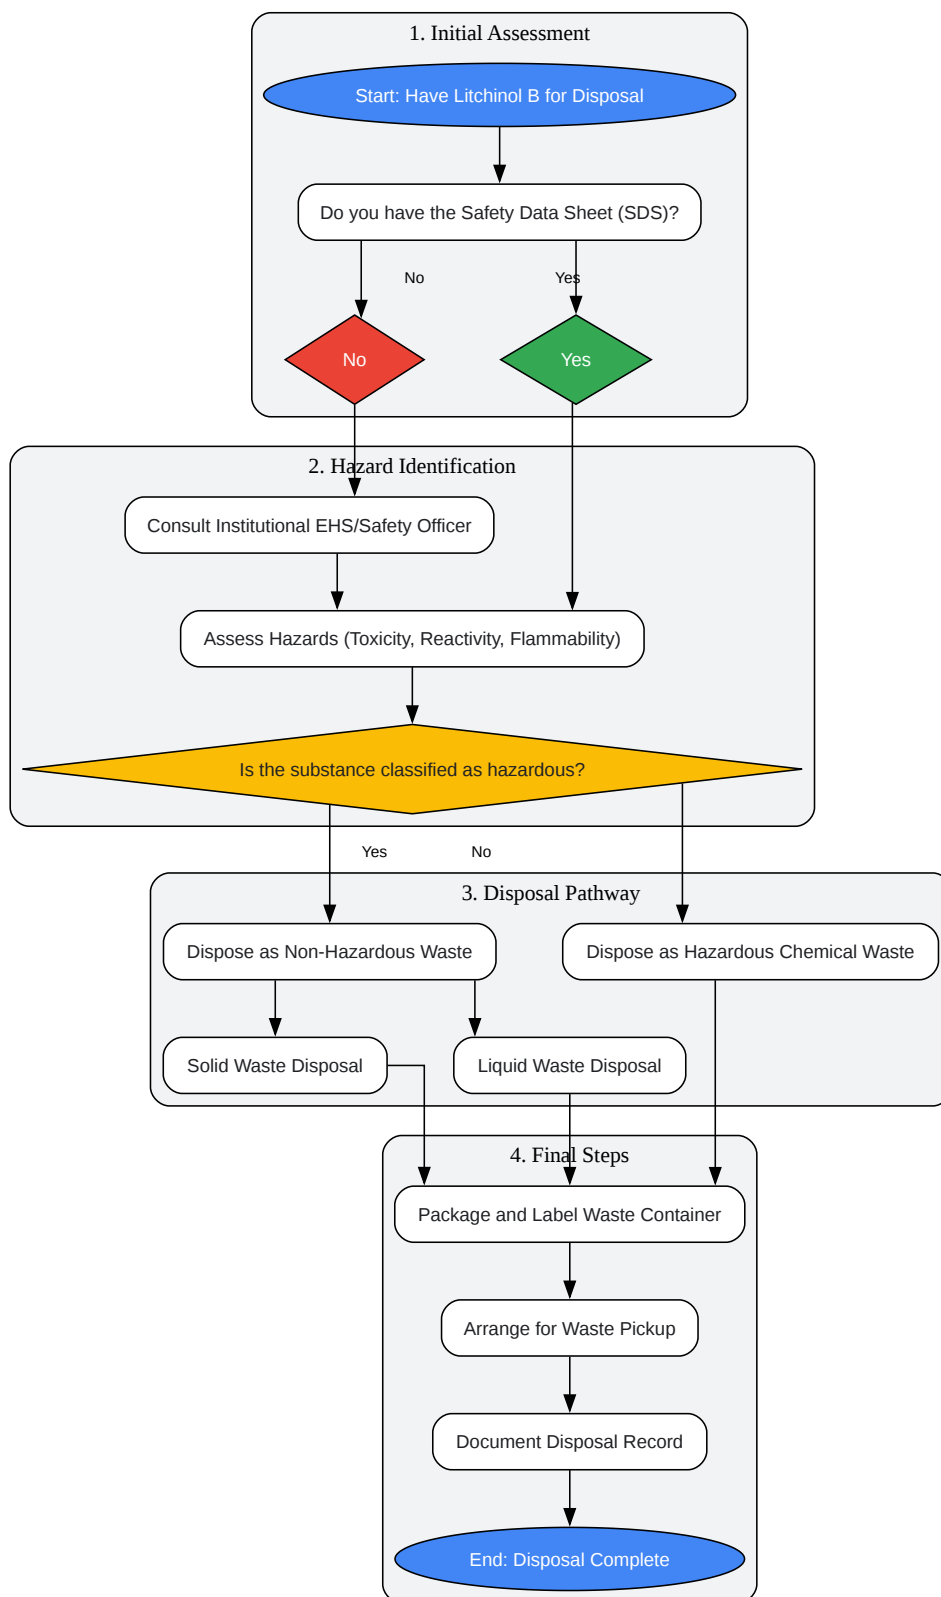 1. Initial Assessment
Start: Have Litchinol B for Disposal
Do you have the Safety Data Sheet (SDS)?
No
Yes
No
Yes
2. Hazard Identification
Consult Institutional EHS/Safety Officer
Assess Hazards (Toxicity, Reactivity, Flammability)
Is the substance classified as hazardous?
Yes
No
3. Disposal Pathway
Dispose as Non-Hazardous Waste
Dispose as Hazardous Chemical Waste
Solid Waste Disposal
Liquid Waste Disposal
4. Final Steps
Package and Label Waste Container
Arrange for Waste Pickup
Document Disposal Record
End: Disposal Complete